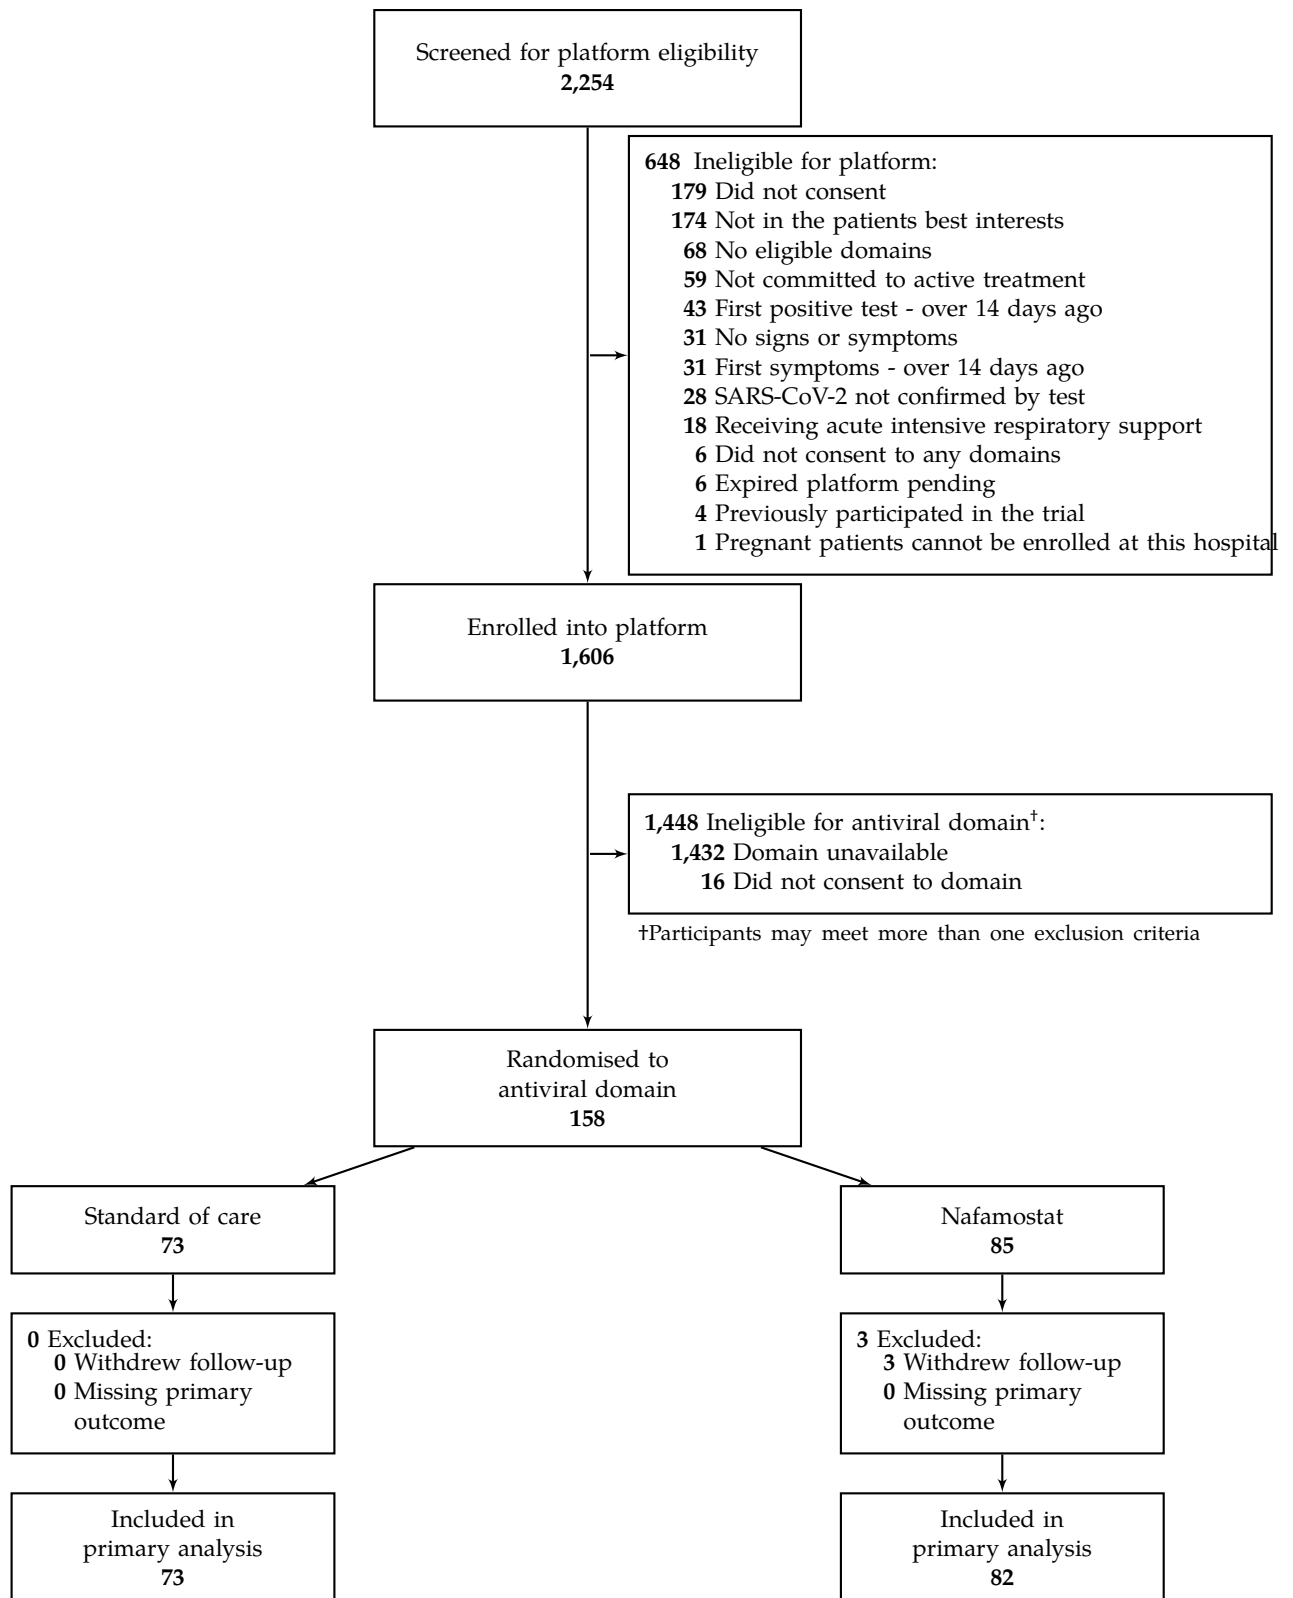 Screened for platform eligibility
2,254
648 Ineligible for platform:
179 Did not consent
174 Not in the patients best interests
68 No eligible domains
59 Not committed to active treatment
43 First positive test - over 14 days ago
31 No signs or symptoms
31 First symptoms - over 14 days ago
28 SARS-CoV-2 not confirmed by test
18 Receiving acute intensive respiratory support
6 Did not consent to any domains
6 Expired platform pending
4 Previously participated in the trial
1 Pregnant patients cannot be enrolled at this hospital
Enrolled into platform
1,606
1,448 Ineligible for antiviral domain†:
1,432 Domain unavailable
16 Did not consent to domain
†Participants may meet more than one exclusion criteria
Randomised to
antiviral domain
158
Standard of care
73
0 Excluded:
0 Withdrew follow-up
0 Missing primary
outcome
Included in
primary analysis
73
Nafamostat
85
3 Excluded:
3 Withdrew follow-up
0 Missing primary
outcome
Included in
primary analysis
82